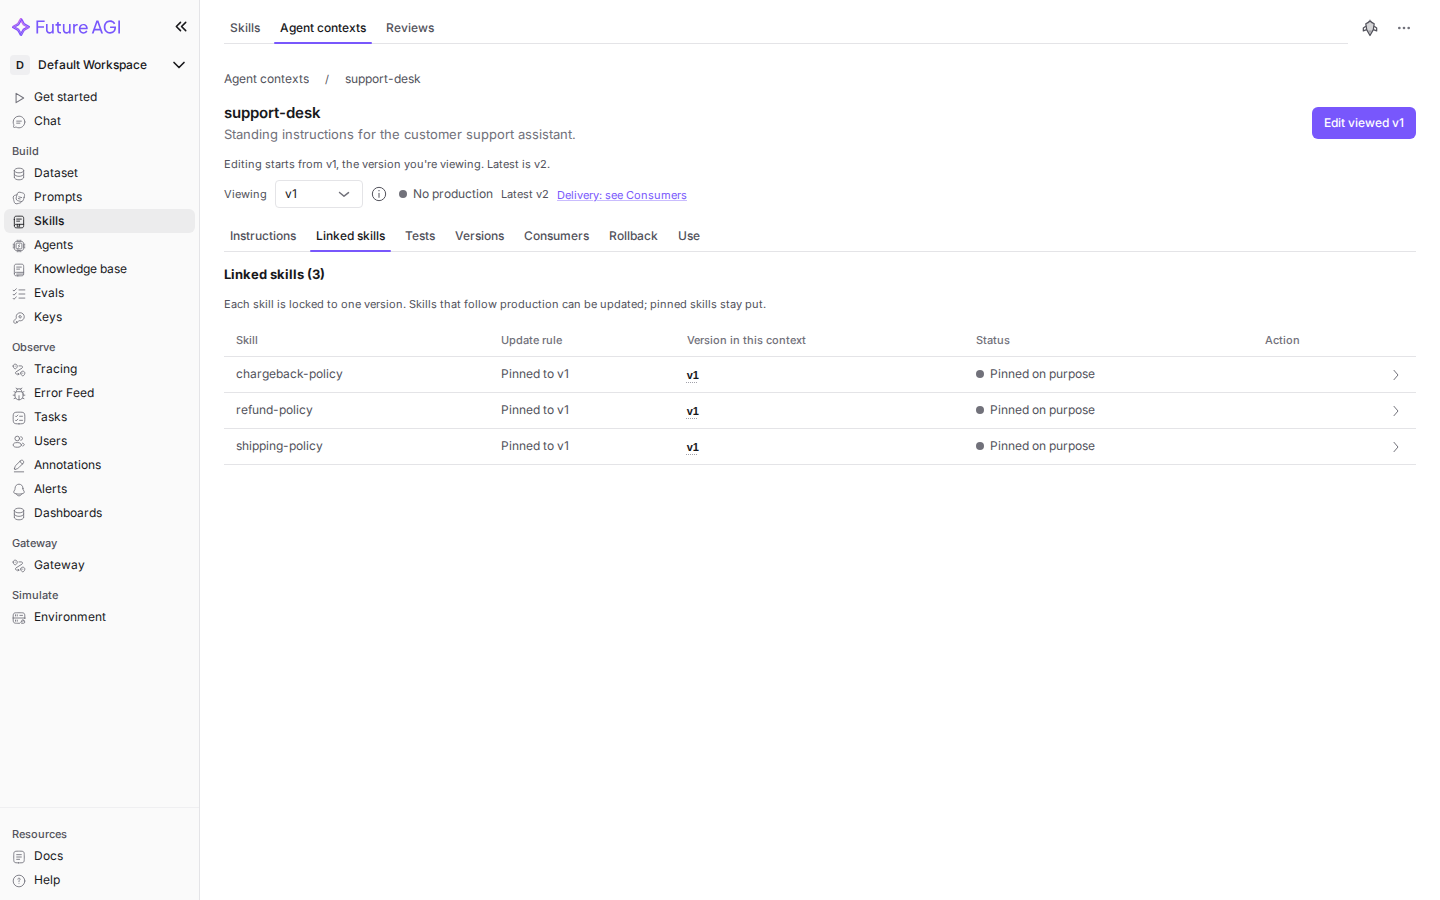 Future AGI
D Default Workspace
Get started
Chat
Build
Dataset
Prompts
Skills
Agents
Knowledge base
Evals
Keys
Observe
Tracing
Error Feed
Tasks
Users
Annotations
Alerts
Dashboards
Gateway
Gateway
Simulate
Environment
Resources
Docs
Help
Skills Agent contexts Reviews
Agent contexts / support-desk
support-desk
Standing instructions for the customer support assistant.
Edit viewed v1
Editing starts from v1, the version you're viewing. Latest is v2.
Viewing v1 No production Latest v2 Delivery: see Consumers
Instructions Linked skills Tests Versions Consumers Rollback Use
Linked skills (3)
Each skill is locked to one version. Skills that follow production can be updated; pinned skills stay put.
Skill Update rule Version in this context Status Action
chargeback-policy Pinned to v1 v1 Pinned on purpose
refund-policy Pinned to v1 v1 Pinned on purpose
shipping-policy Pinned to v1 v1 Pinned on purpose